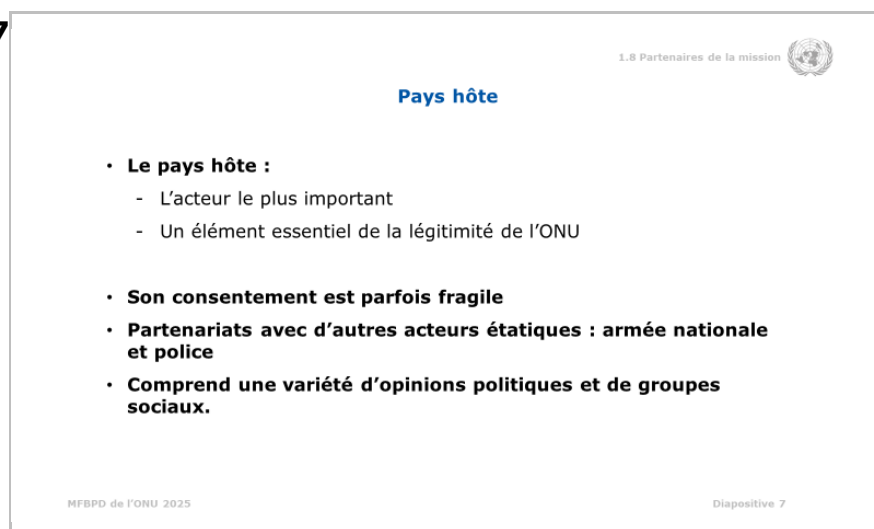 7
1.8 Partenaires de la mission
Pays hôte
• Le pays hôte :
- L’acteur le plus important
- Un élément essentiel de la légitimité de l’ONU
• Son consentement est parfois fragile
• Partenariats avec d’autres acteurs étatiques : armée nationale
et police
• Comprend une variété d’opinions politiques et de groupes
sociaux.
MFBPD de l’ONU 2025
Diapositive 7